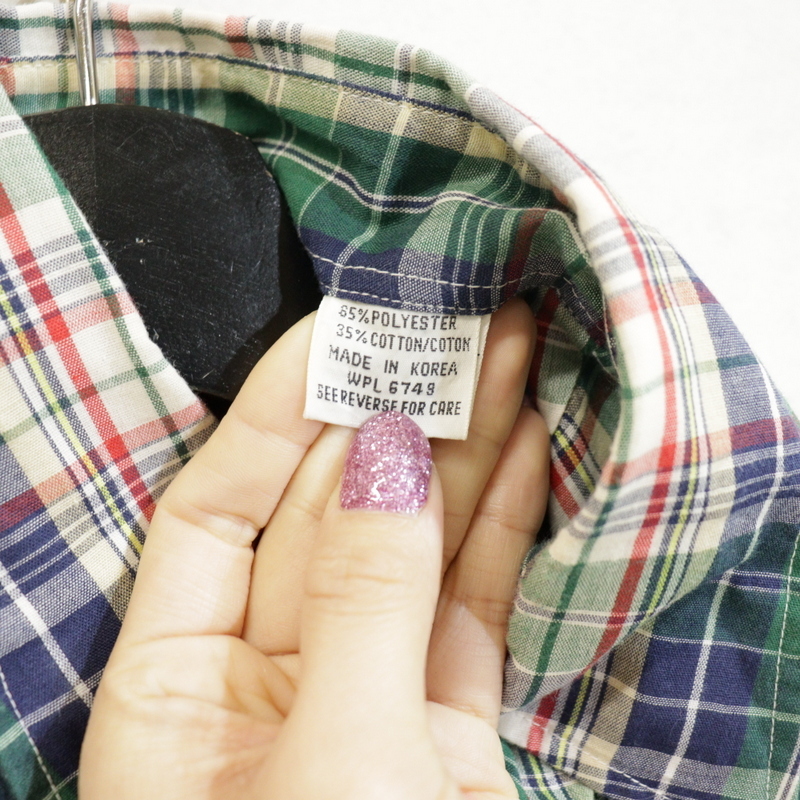 65%POLYESTER
35%COTTON/COTON
MADE IN KOREA
WPL 6749
SEE REVERSE FOR CARE